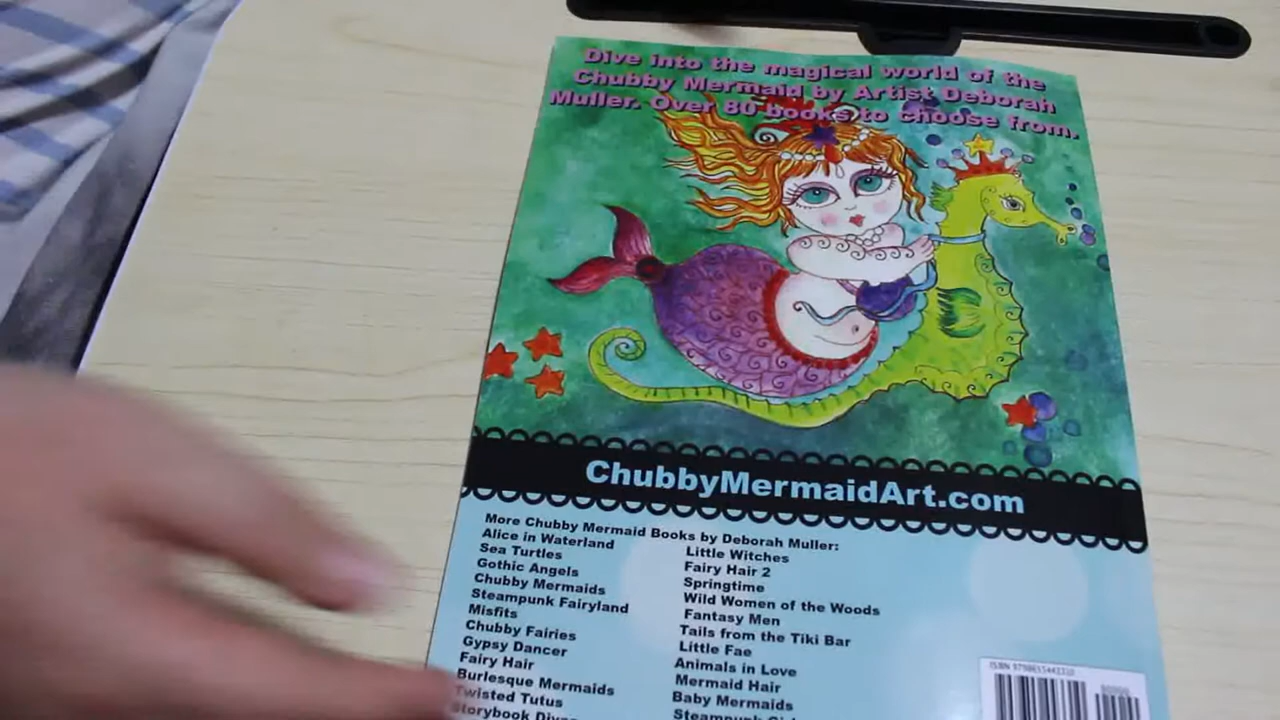 Dive into the magical world of the
Chubby Mermaid by Artist Deborah
Muller. Over 80 books to choose from.
ChubbyMermaidArt.com
More Chubby Mermaid Books by Deborah Muller:
Alice in Waterland
Sea Turtles
Gothic Angels
Chubby Mermaids
Steampunk Fairyland
Misfits
Chubby Fairies
Gypsy Dancer
Fairy Hair
Burlesque Mermaids
Twisted Tutus
Storybook
Little Witches
Fairy Hair 2
Springtime
Wild Women of the Woods
Fantasy Men
Tails from the Tiki Bar
Little Fae
Animals in Love
Mermaid Hair
Baby Mermaids
Steampunk
ISBN